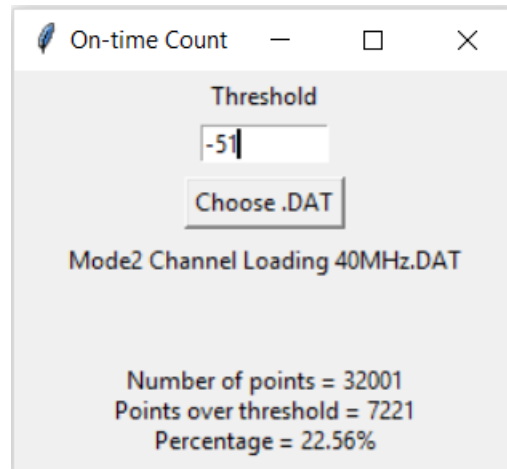 On-time Count
Threshold
-51
Choose .DAT
Mode2 Channel Loading 40MHz.DAT
Number of points = 32001
Points over threshold = 7221
Percentage = 22.56%